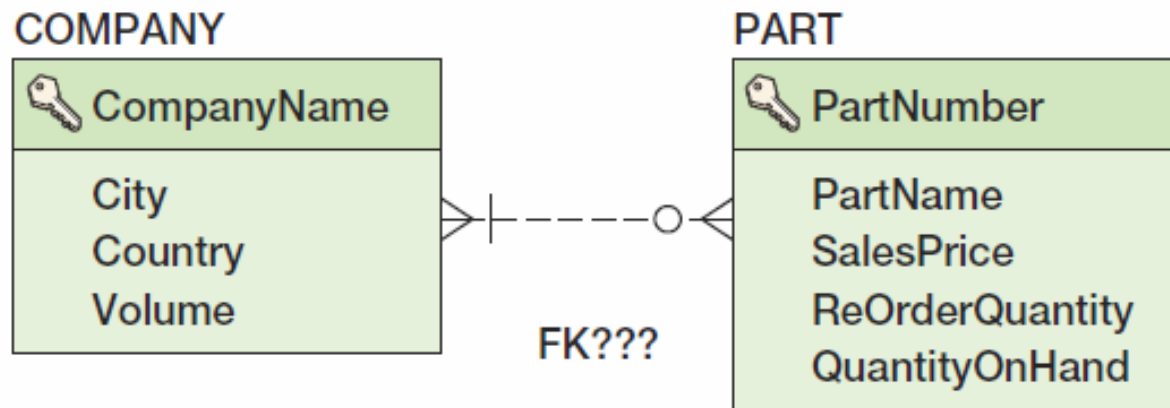 COMPANY
CompanyName
City
Country
Volume
FK???
PART
PartNumber
PartName
SalesPrice
ReOrderQuantity
QuantityOnHand